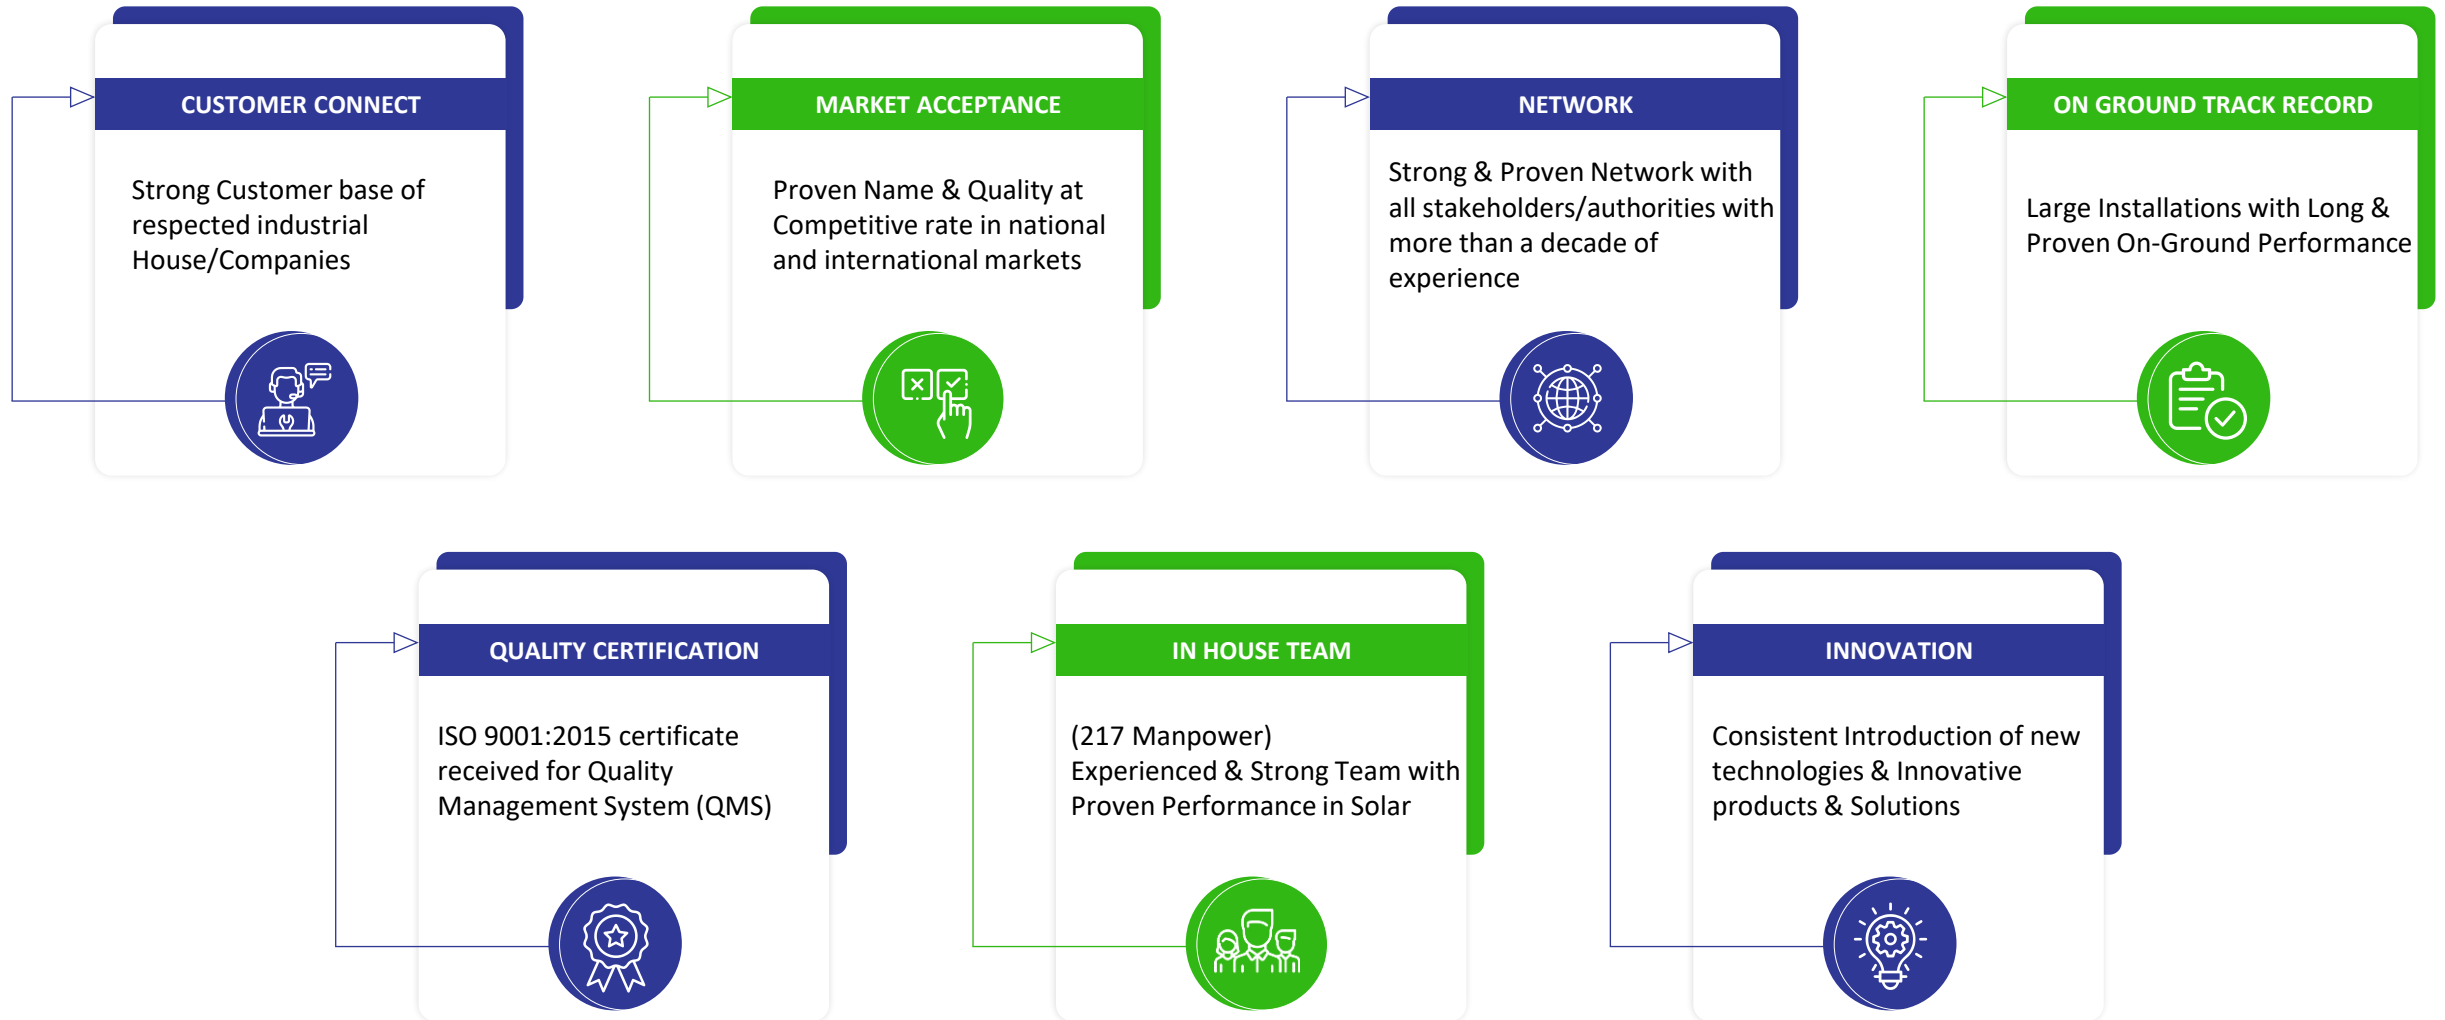 CUSTOMER CONNECT
Strong Customer base of
respected industrial
House/Companies
MARKET ACCEPTANCE
Proven Name & Quality at
Competitive rate in national
and international markets
NETWORK
Strong & Proven Network with
all stakeholders/authorities with
more than a decade of
experience
ON GROUND TRACK RECORD
Large Installations with Long &
Proven On-Ground Performance
QUALITY CERTIFICATION
ISO 9001:2015 certificate
received for Quality
Management System (QMS)
IN HOUSE TEAM
(217 Manpower)
Experienced & Strong Team with
Proven Performance in Solar
INNOVATION
Consistent Introduction of new
technologies & Innovative
products & Solutions